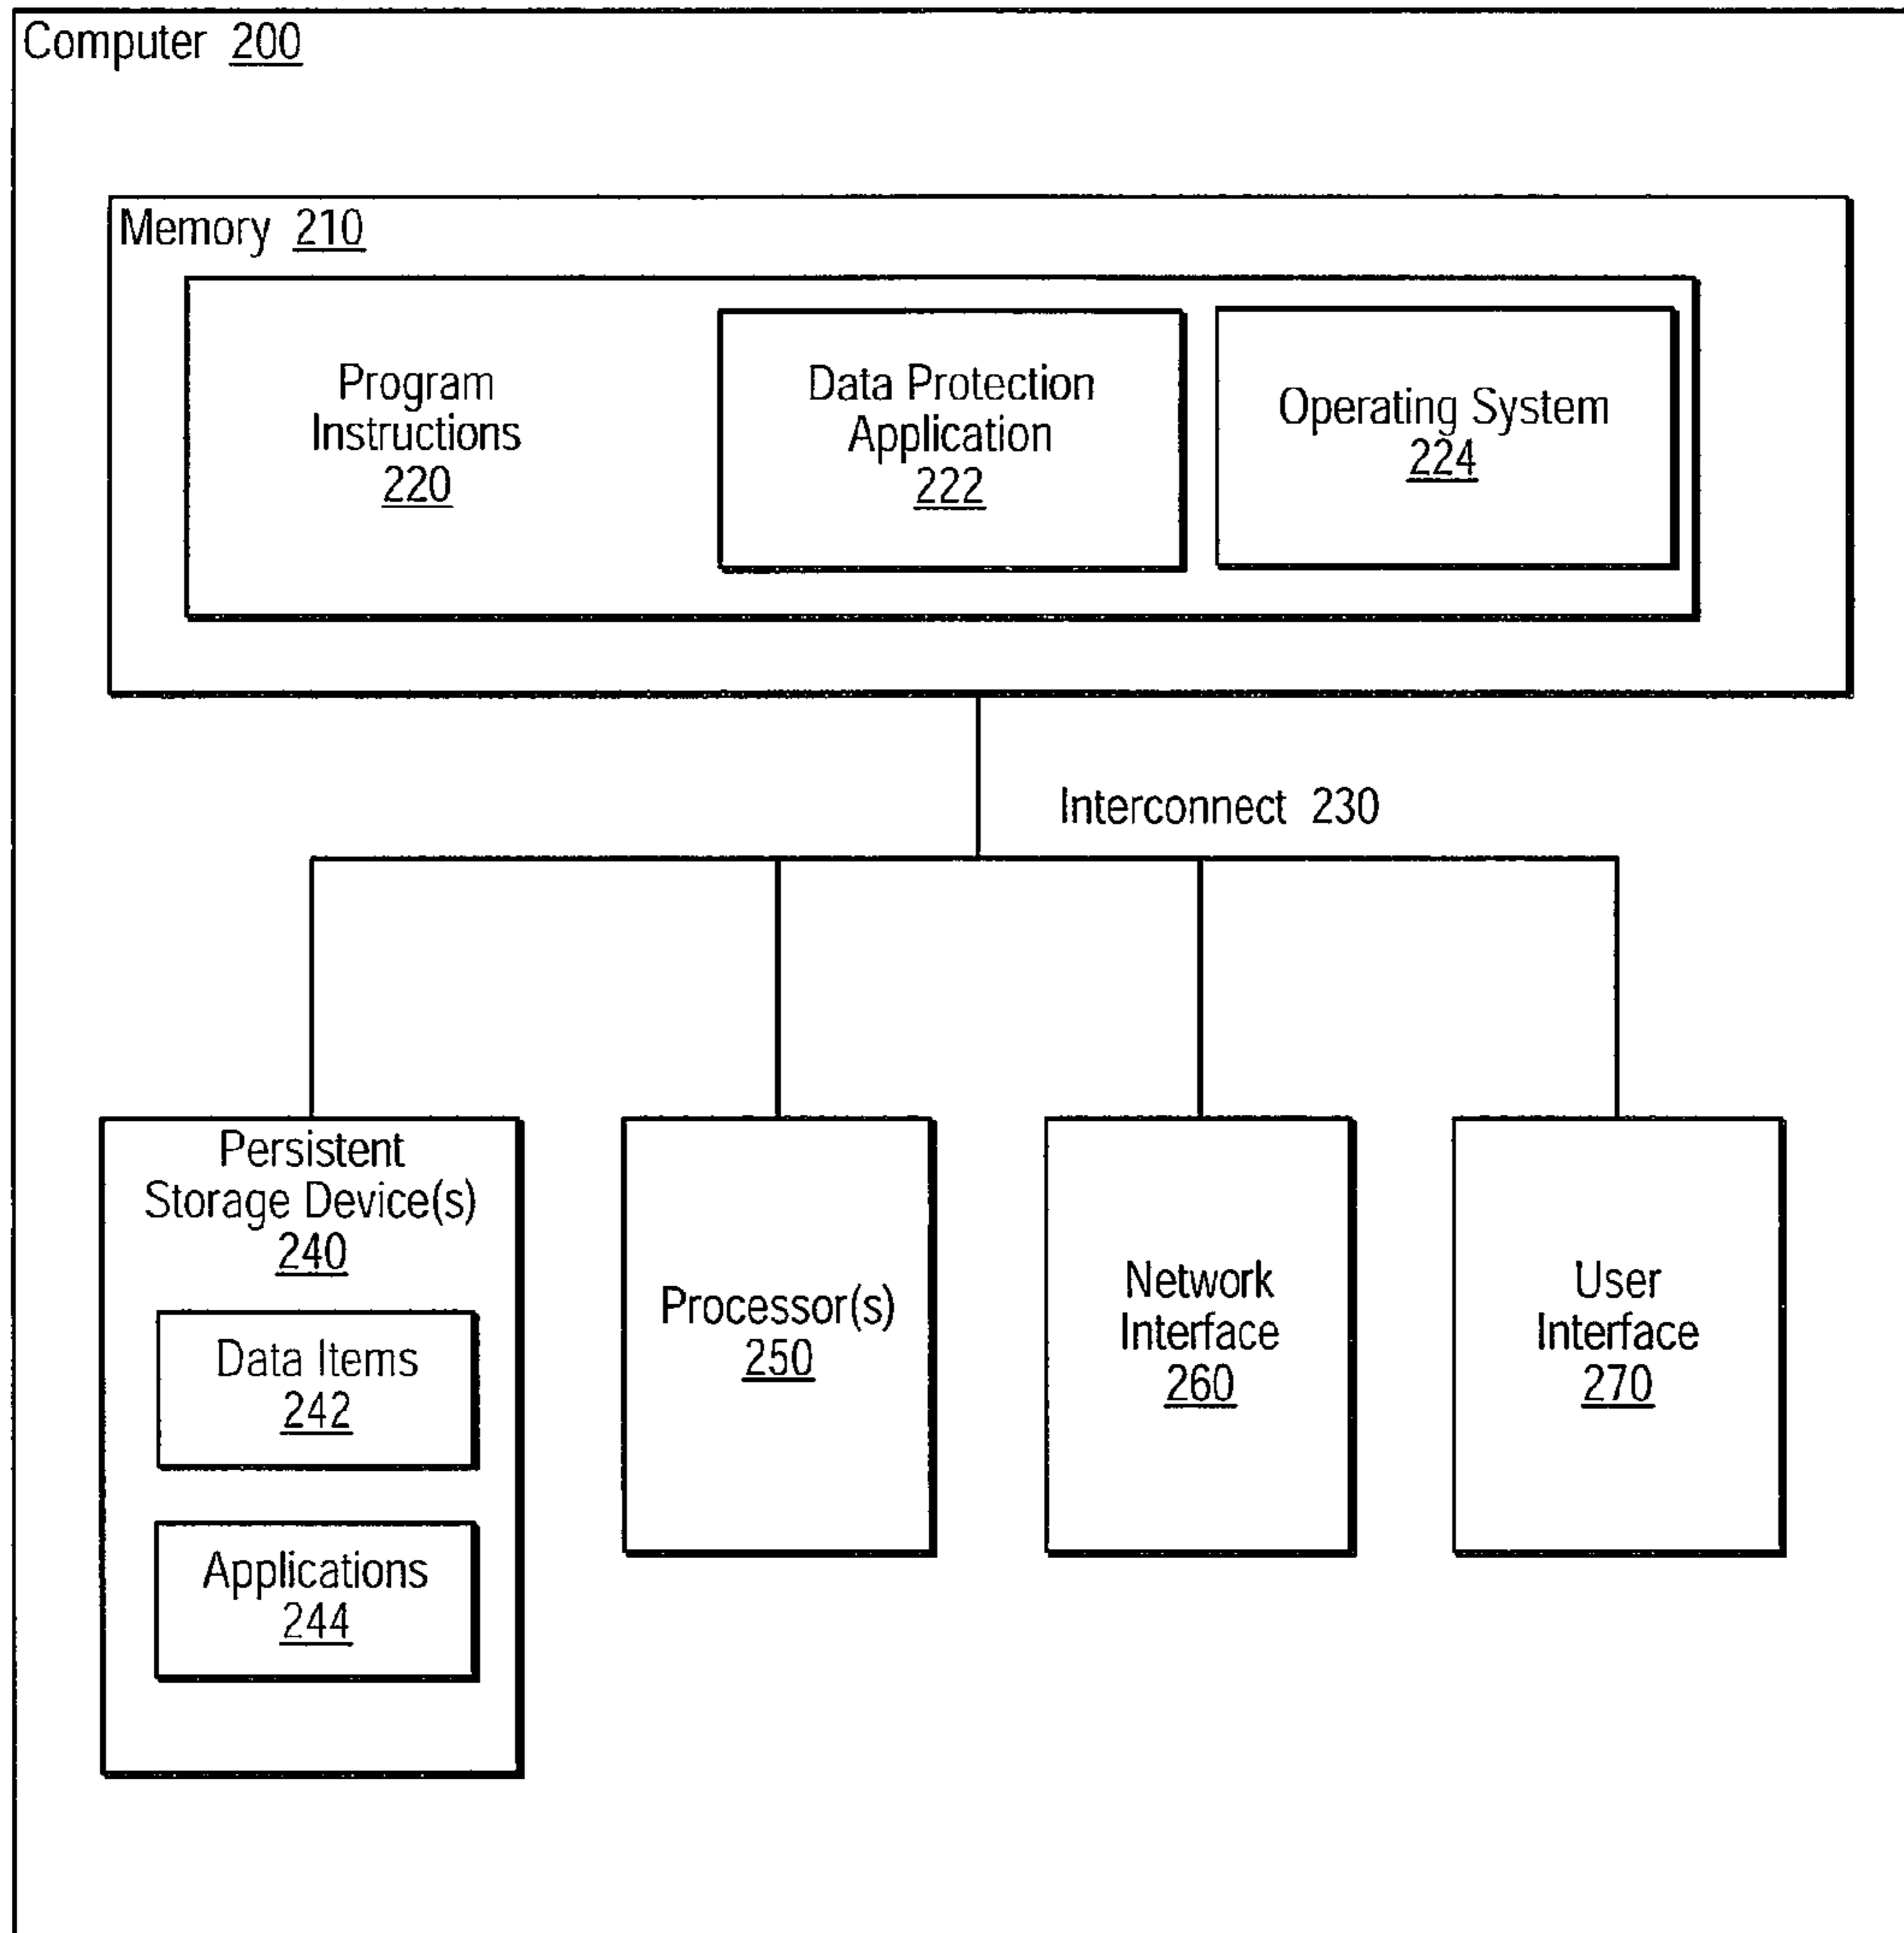 Computer 200
Memory 210
Program
Instructions
220
Data Protection
Application
222
Operating System
224
Interconnect 230
Persistent
Storage Device(s)
240
Data Items
242
Applications
244
Processor(s)
250
Network
Interface
260
User
Interface
270